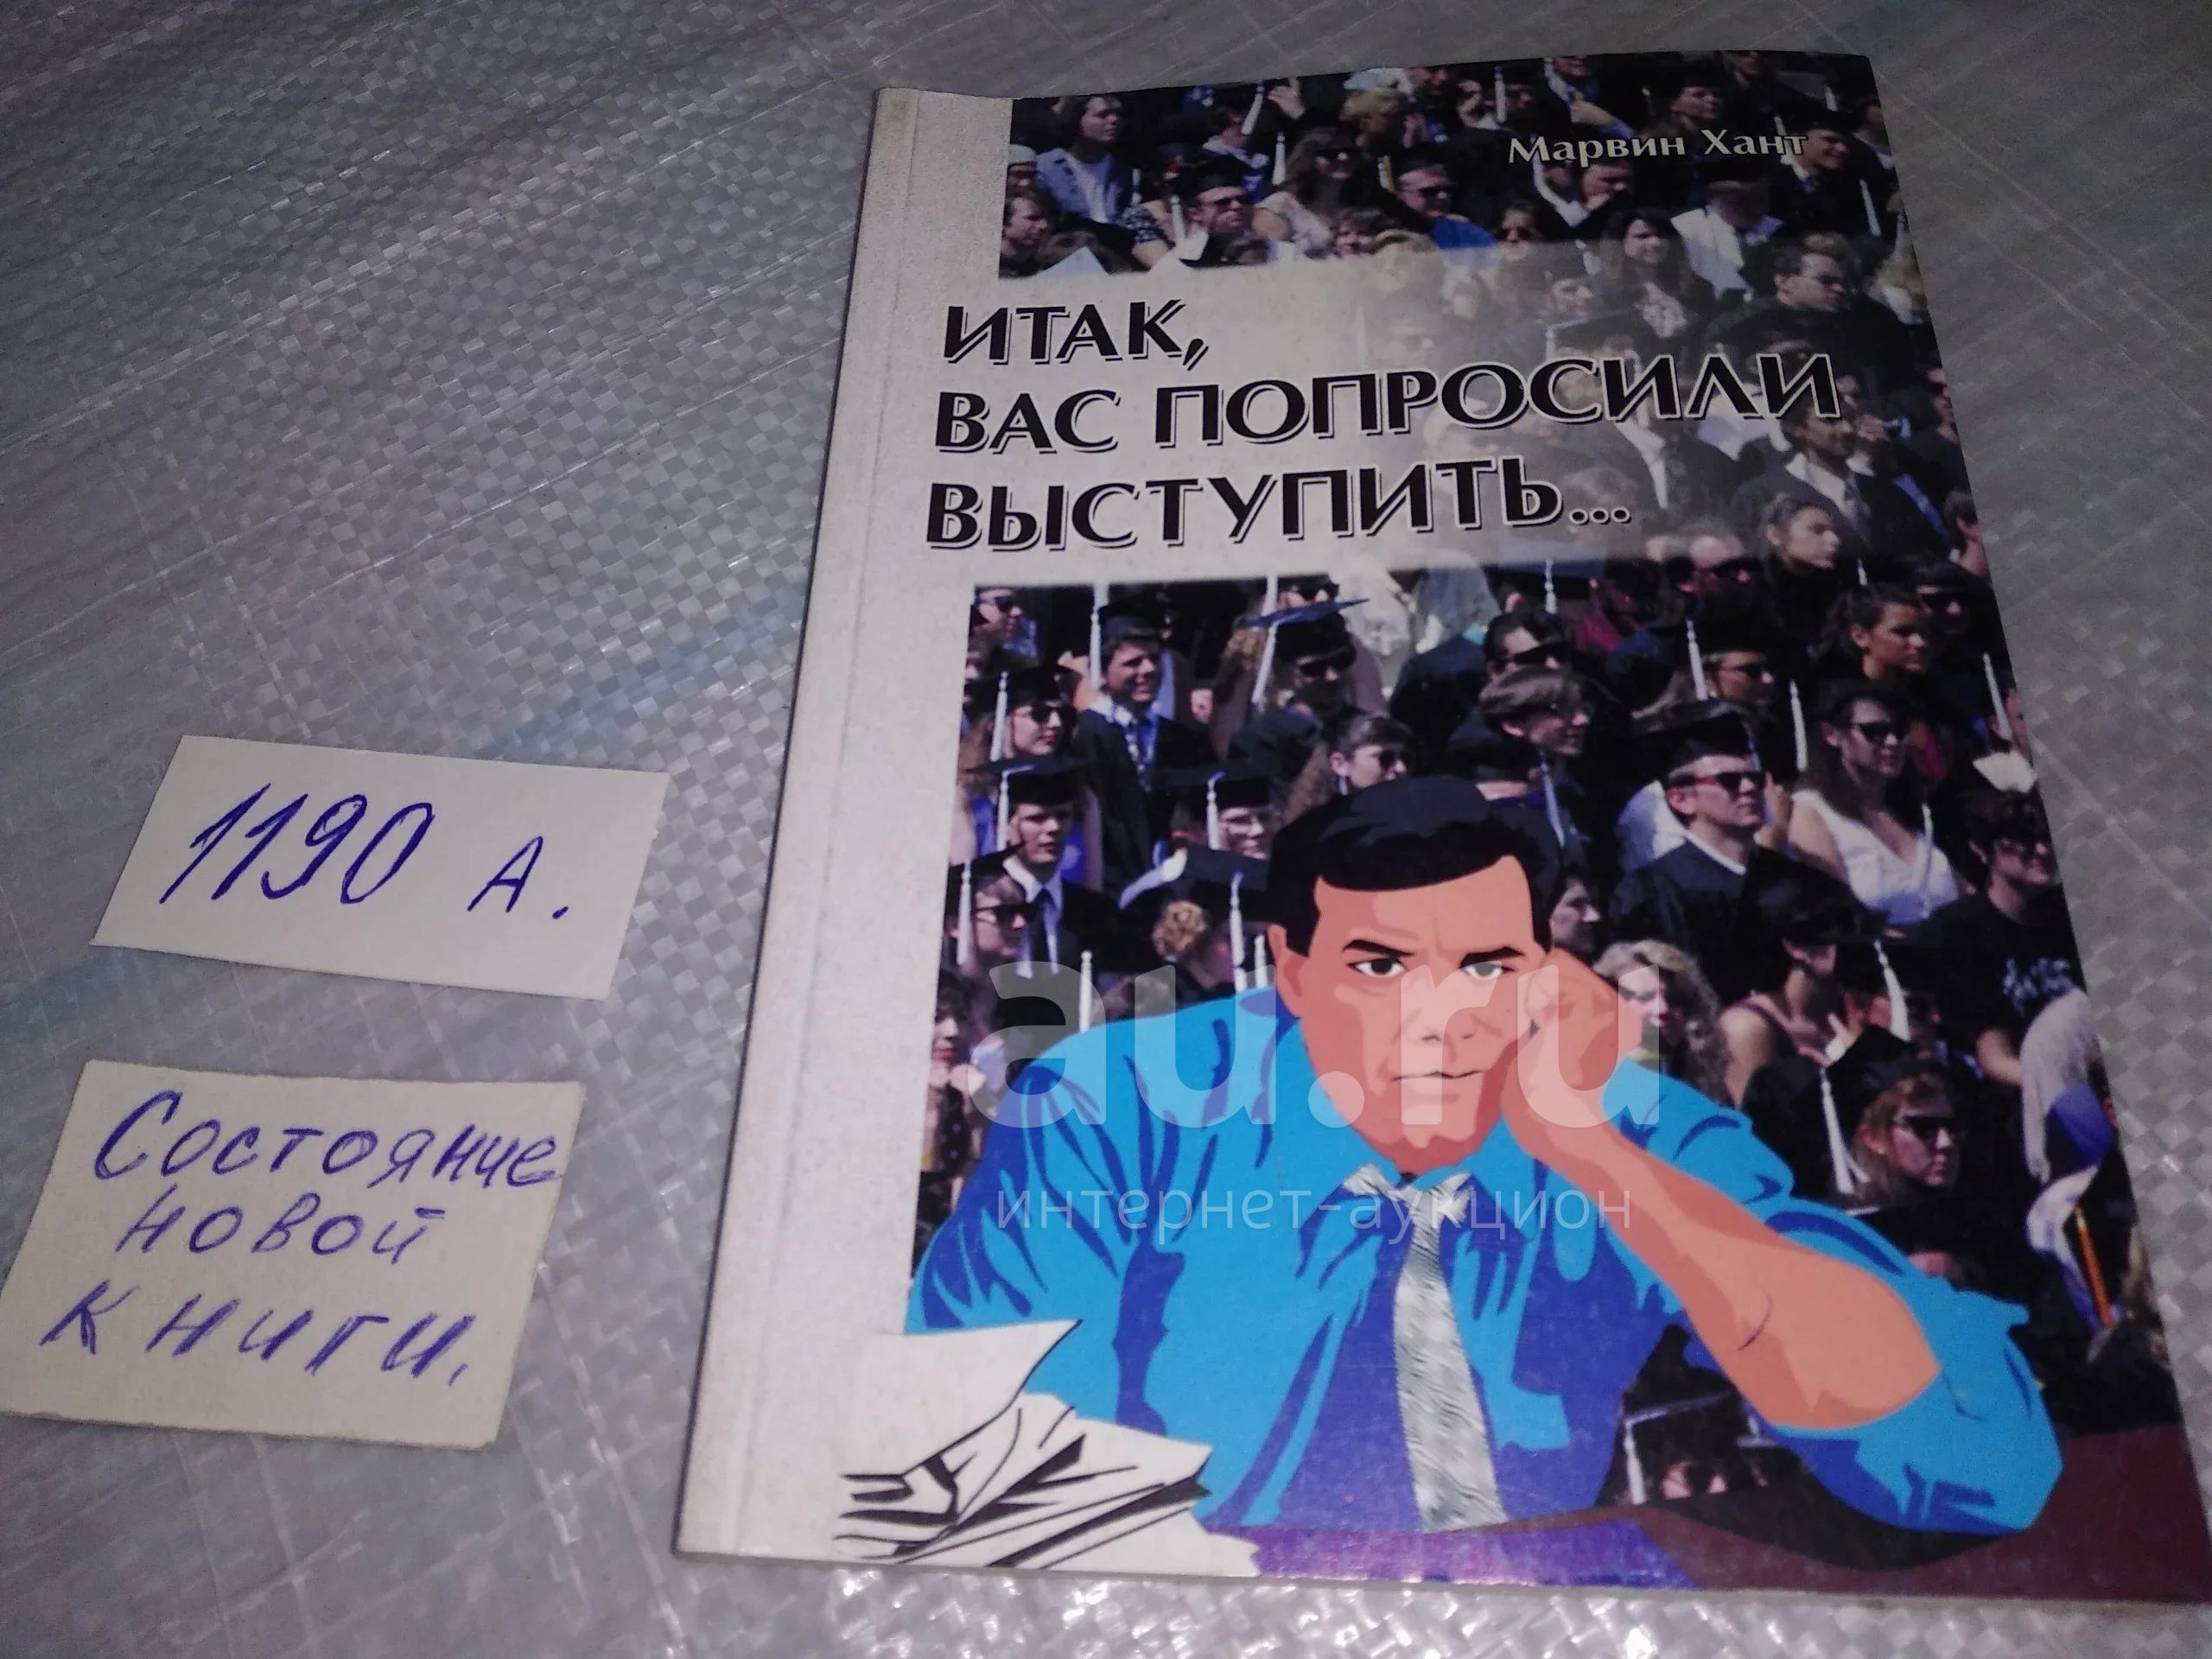 Марвин Хант
ИТАК,
ВАС ПОПРОСИЛИ
ВЫСТУПИТЬ...
1190 А.
Состояние
новой
книги.
au.ru
интернет-аукцион